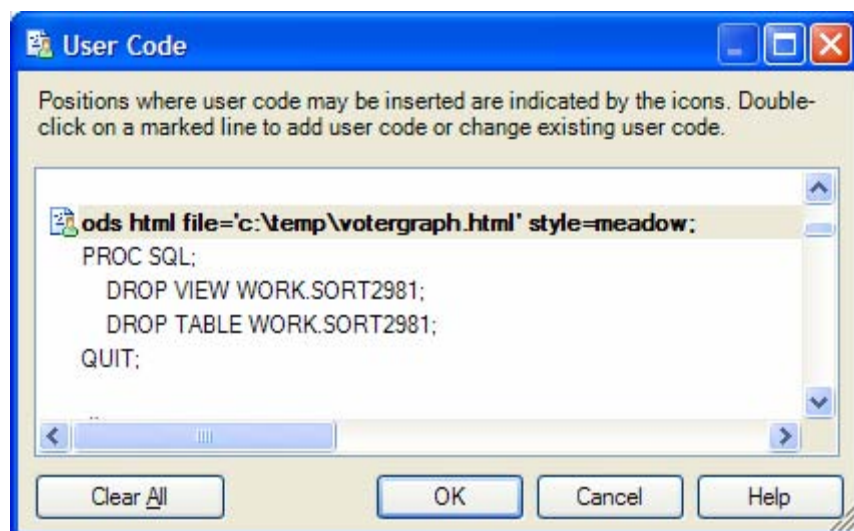 User Code
Positions where user code may be inserted are indicated by the icons. Double-
click on a marked line to add user code or change existing user code.
ods html file='c:\temp\votergraph.html' style=meadow;
PROC SQL;
DROP VIEW WORK.SORT2981;
DROP TABLE WORK.SORT2981;
QUIT;
Clear All
OK
Cancel
Help